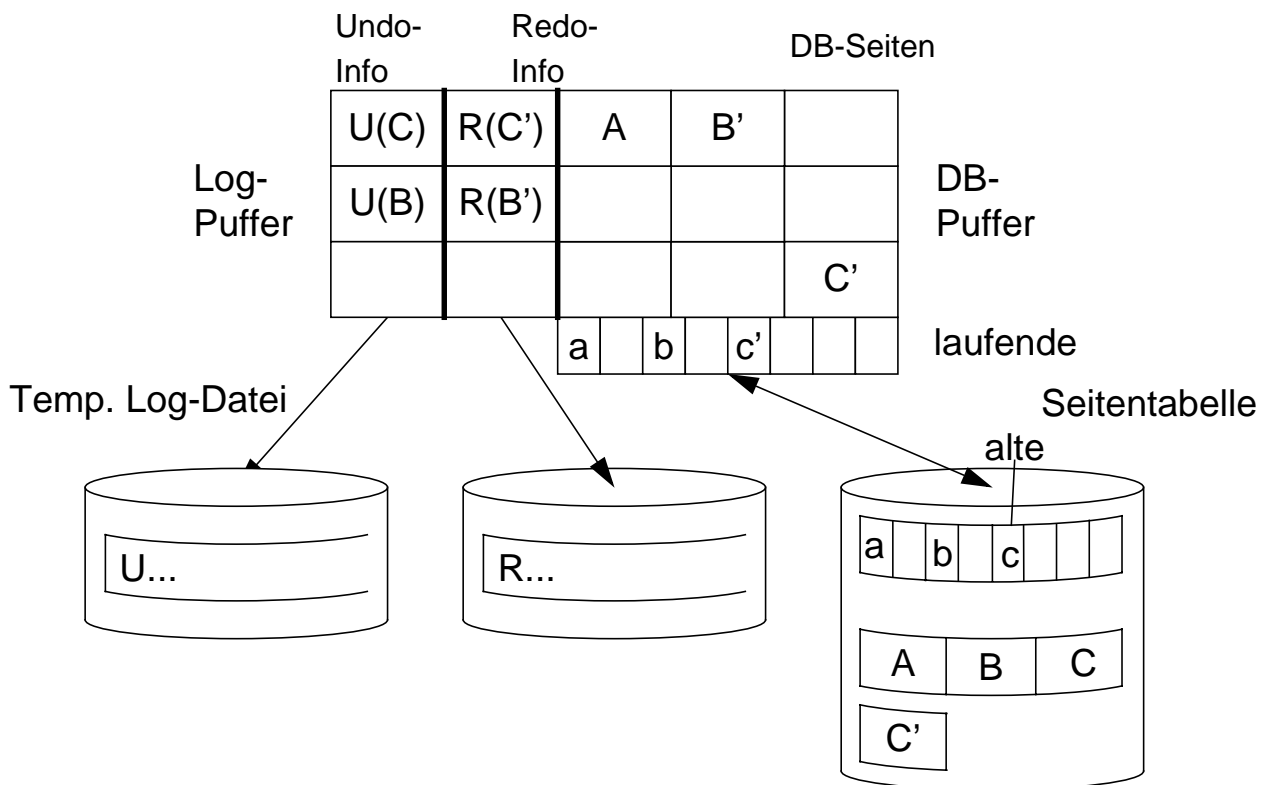 Undo-
Info
Redo-
Info
DB-Seiten
U(C) R(C’) A B’
Log-
Puffer
U(B) R(B’)
DB-
Puffer
C’
a b c’
laufende
Seitentabelle
Temp. Log-Datei
alte
a b c
U...
R...
A B C
C’